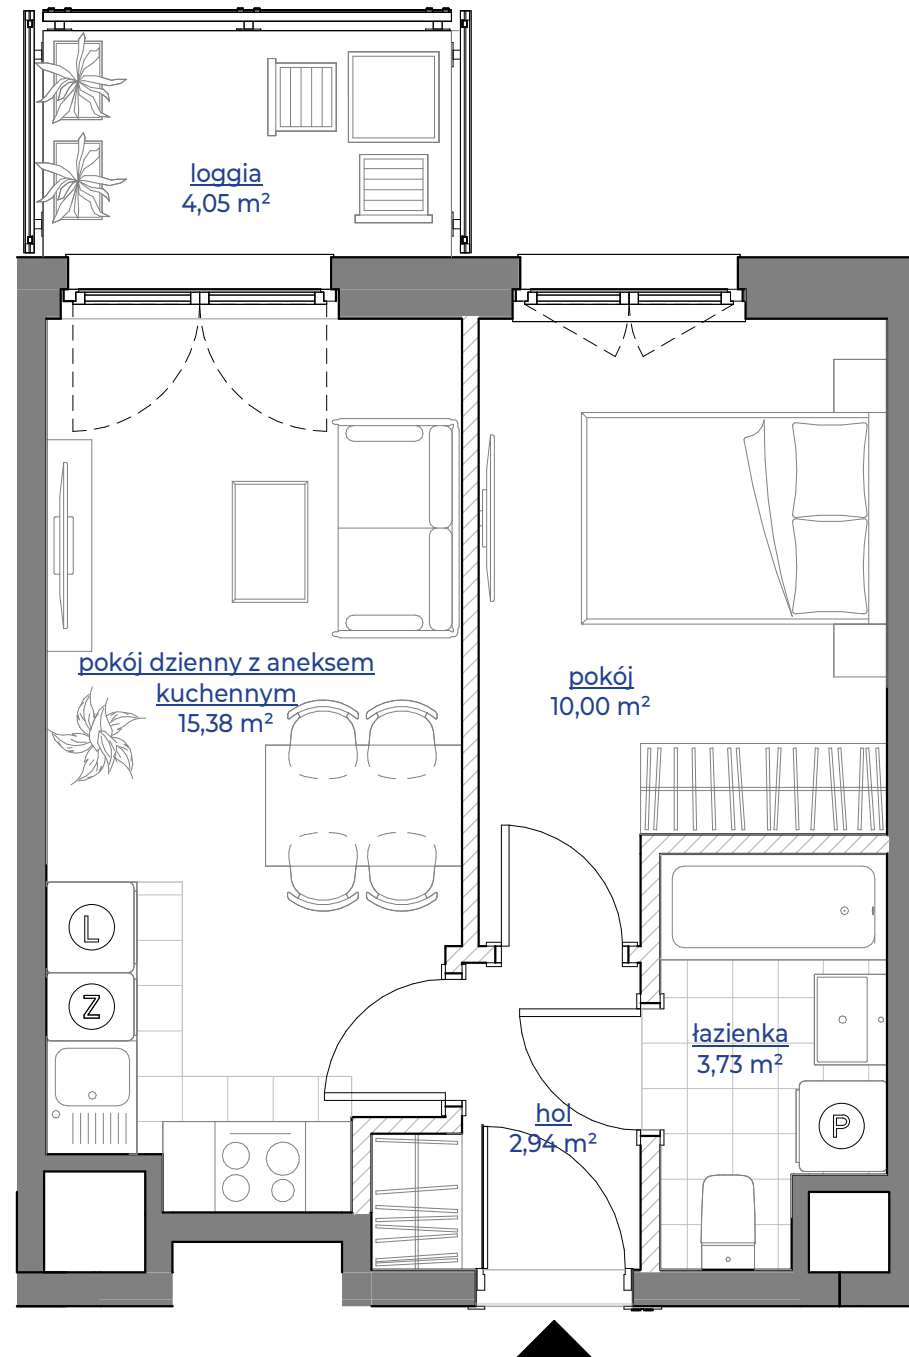 loggia
4,05 m²
pokój dzienny z aneksem
kuchennym
15,38 m²
pokój
10,00 m²
L
Z
łazienka
3,73 m²
hol
2,94 m²
P